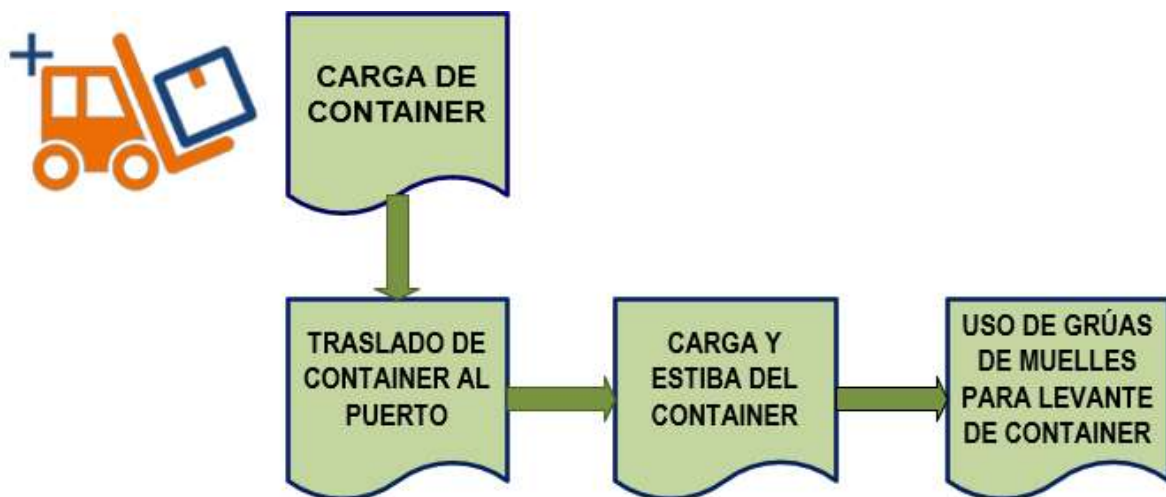 CARGA DE
CONTAINER
TRASLADO DE
CONTAINER AL
PUERTO
CARGA Y
ESTIBA DEL
CONTAINER
USO DE GRÚAS
DE MUELLES
PARA LEVANTE
DE CONTAINER